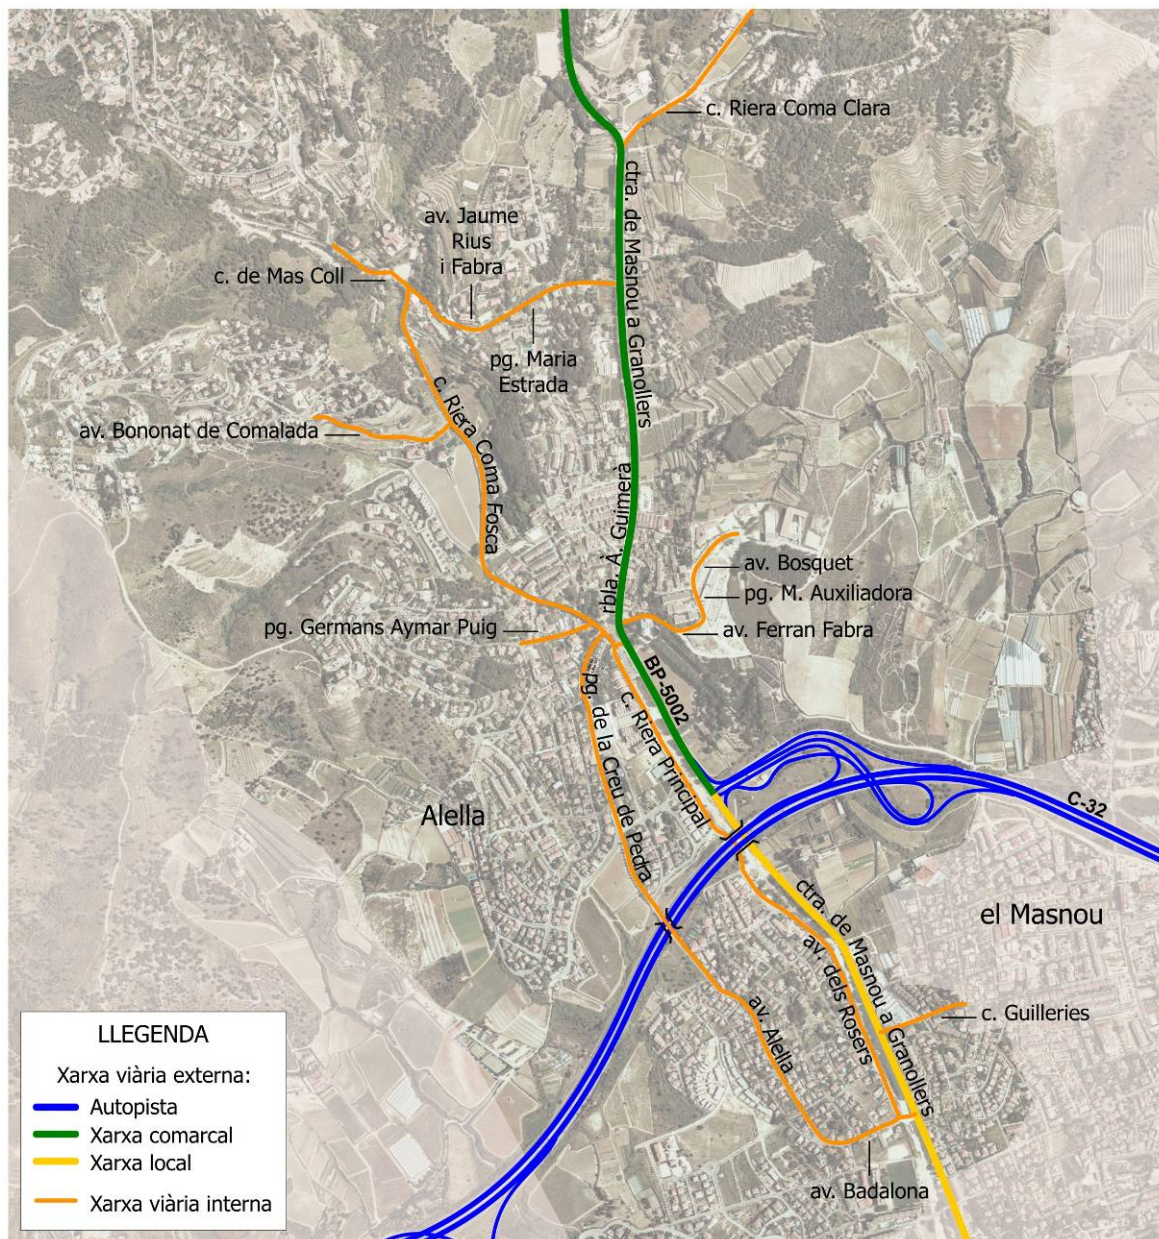 c. Riera Coma Clara
ctra. de Masnou a Granollers
av. Jaume
Rius
i Fabra
c. de Mas Coll
pg. Maria
Estrada
c. Riera Coma Fosca
av. Bononat de Comalada
rbla. À. Guimerà
av. Bosquet
pg. M. Auxiliadora
av. Ferran Fabra
pg. Germans Aymar Puig
BP-5002
c. Riera Principal
pg. de la Creu de Pedra
Alella
C-32
el Masnou
ctra. de Masnou a Granollers
av. dels Rosers
c. Guilleries
av. Alella
av. Badalona
LLEGENDA
Xarxa viària externa:
Autopista
Xarxa comarcal
Xarxa local
Xarxa viària interna